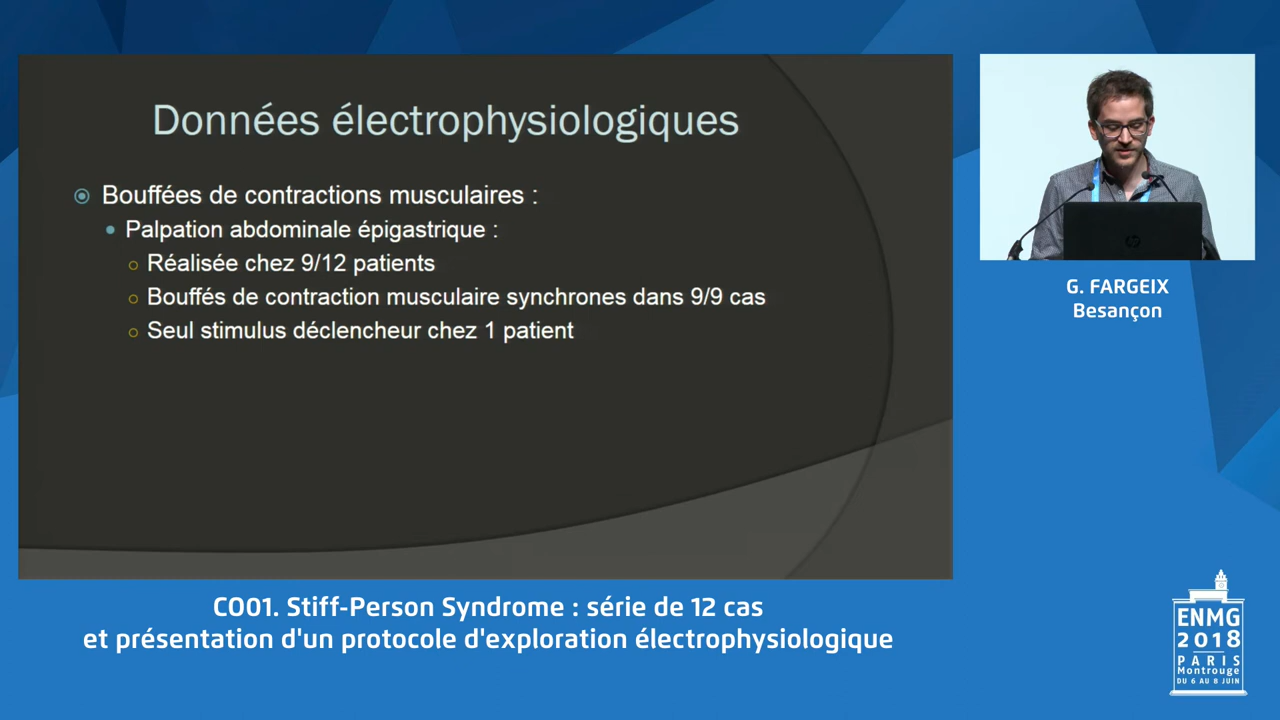 Données électrophysiologiques
Bouffées de contractions musculaires :
Palpation abdominale épigastrique :
Réalisée chez 9/12 patients
Bouffés de contraction musculaire synchrones dans 9/9 cas
Seul stimulus déclencheur chez 1 patient
G. FARGEIX
Besançon
CO01. Stiff-Person Syndrome : série de 12 cas
et présentation d'un protocole d'exploration électrophysiologique
ENMG
2018
PARIS
Montrouge
DU 6 AU 8 JUIN